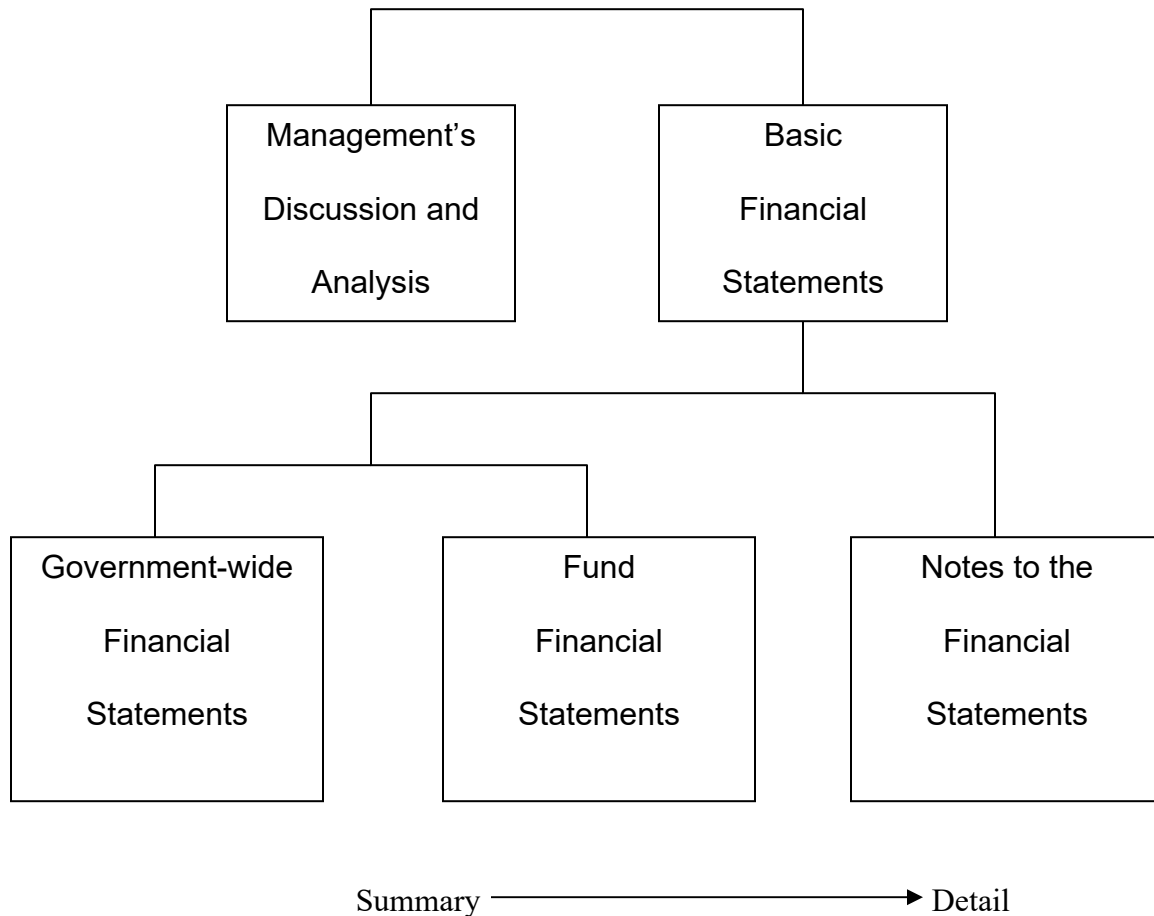 Management’s
Discussion and
Analysis
Basic
Financial
Statements
Government-wide
Financial
Statements
Fund
Financial
Statements
Notes to the
Financial
Statements
Summary
Detail